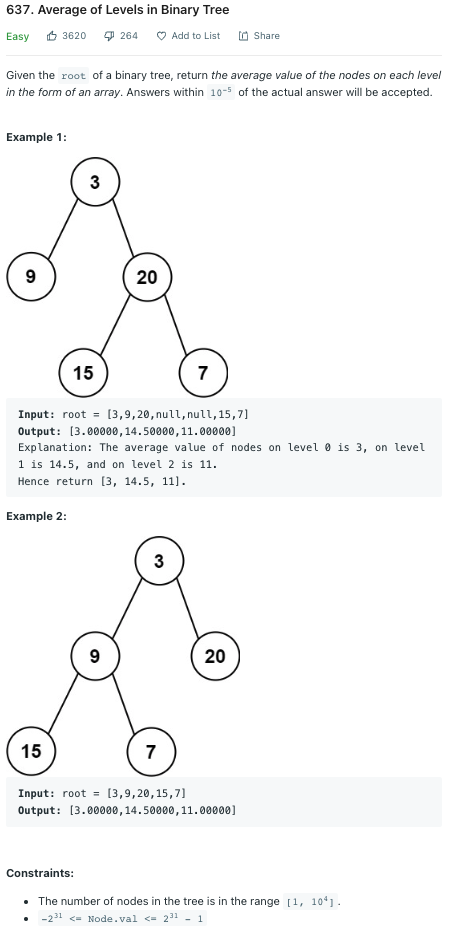 637. Average of Levels in Binary Tree
Easy 3620 264 Add to List Share
Given the root of a binary tree, return the average value of the nodes on each level
in the form of an array. Answers within 10⁻⁵ of the actual answer will be accepted.
Example 1:
3
9 20
15 7
Input: root = [3,9,20,null,null,15,7]
Output: [3.00000,14.50000,11.00000]
Explanation: The average value of nodes on level 0 is 3, on level
1 is 14.5, and on level 2 is 11.
Hence return [3, 14.5, 11].
Example 2:
3
9 20
15 7
Input: root = [3,9,20,15,7]
Output: [3.00000,14.50000,11.00000]
Constraints:
• The number of nodes in the tree is in the range [1, 10⁴].
• -2³¹ <= Node.val <= 2³¹ - 1